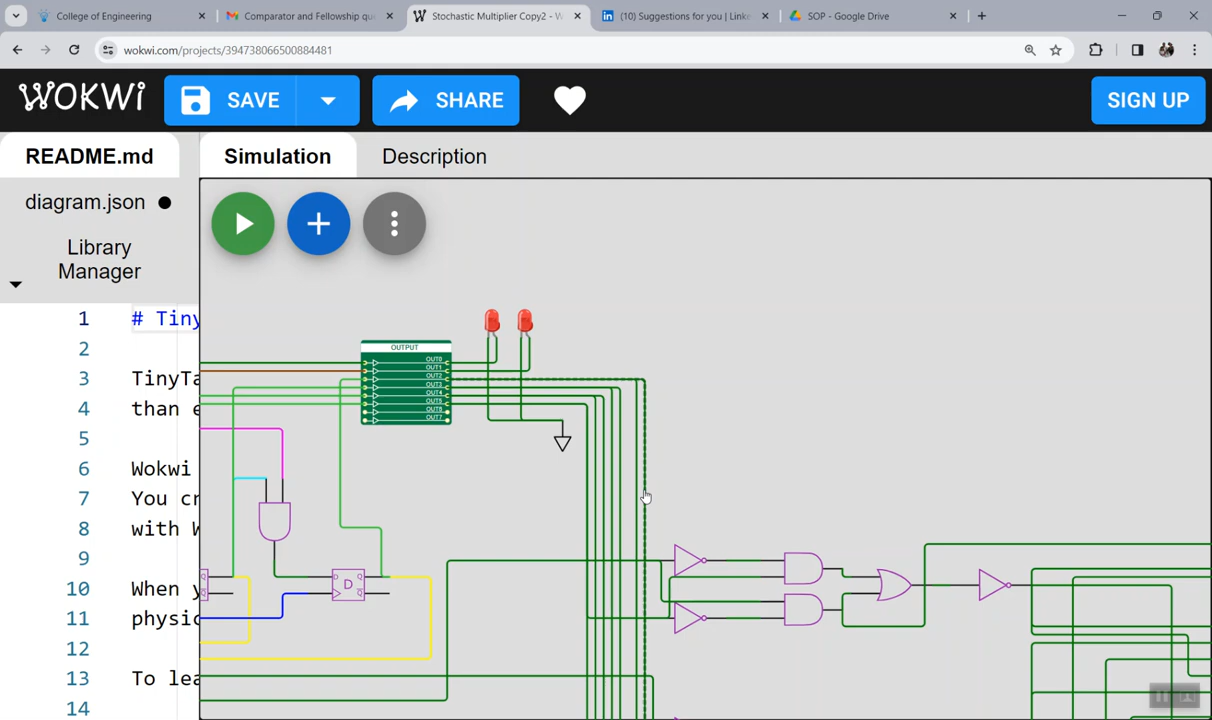 College of Engineering
Comparator and Fellowship que
Stochastic Multiplier Copy2 - W
(10) Suggestions for you | Linke
SOP - Google Drive
wokwi.com/projects/394738066500884481
WOKWi
SAVE
SHARE
SIGN UP
README.md
Simulation
Description
diagram.json
Library
Manager
1 # Tiny
2
3 TinyTa
4 than e
5
6 Wokwi
7 You cr
8 with W
9
10 When y
11 physic
12
13 To lea
14
OUTPUT
OUT0
OUT1
OUT2
OUT3
OUT4
OUT5
OUT6
OUT7
D Q
D
Q
Q